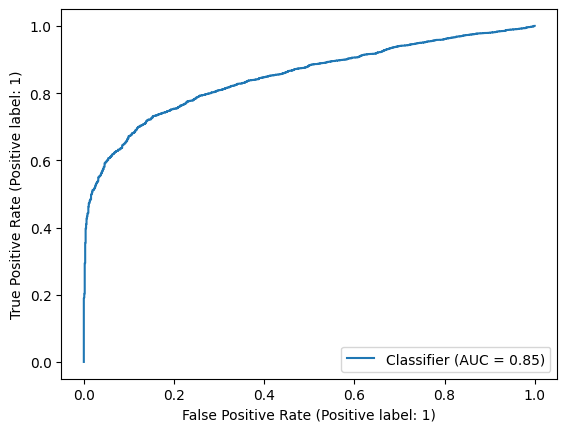 1.0
0.8
0.6
0.4
0.2
0.0
True Positive Rate (Positive label: 1)
Classifier (AUC = 0.85)
0.0 0.2 0.4 0.6 0.8 1.0
False Positive Rate (Positive label: 1)